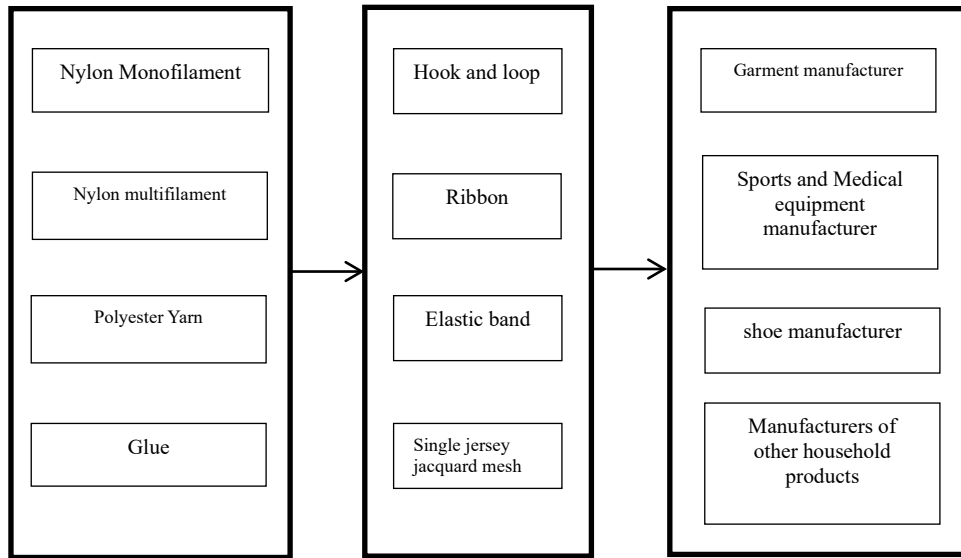 Nylon Monofilament
Nylon multifilament
Polyester Yarn
Glue
Hook and loop
Ribbon
Elastic band
Single jersey
jacquard mesh
Garment manufacturer
Sports and Medical
equipment
manufacturer
shoe manufacturer
Manufacturers of
other household
products